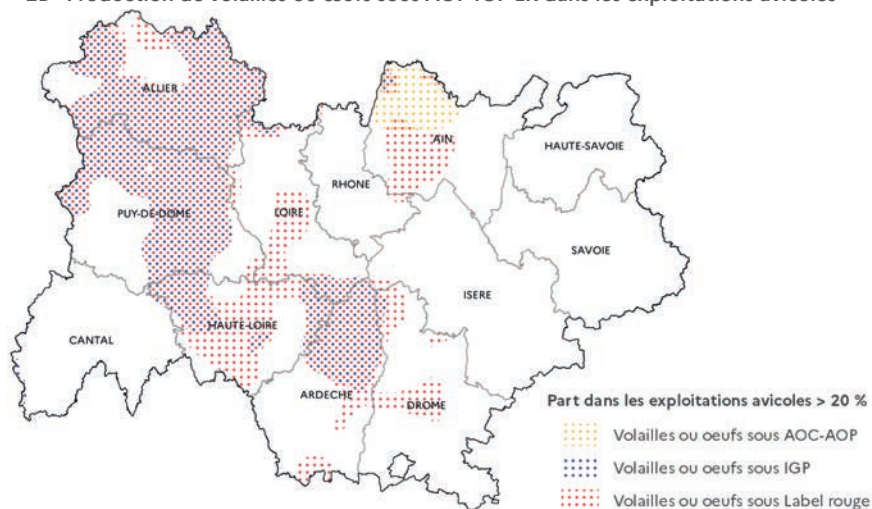 ALLIER
AIN
HAUTE-SAVOIE
RHONE
PUY-DE-DOME
LOIRE
SAVOIE
ISERE
HAUTE-LOIRE
CANTAL
ARDECHE
DROME
Part dans les exploitations avicoles > 20 %
Volailles ou oeufs sous AOC-AOP
Volailles ou oeufs sous IGP
Volailles ou oeufs sous Label rouge